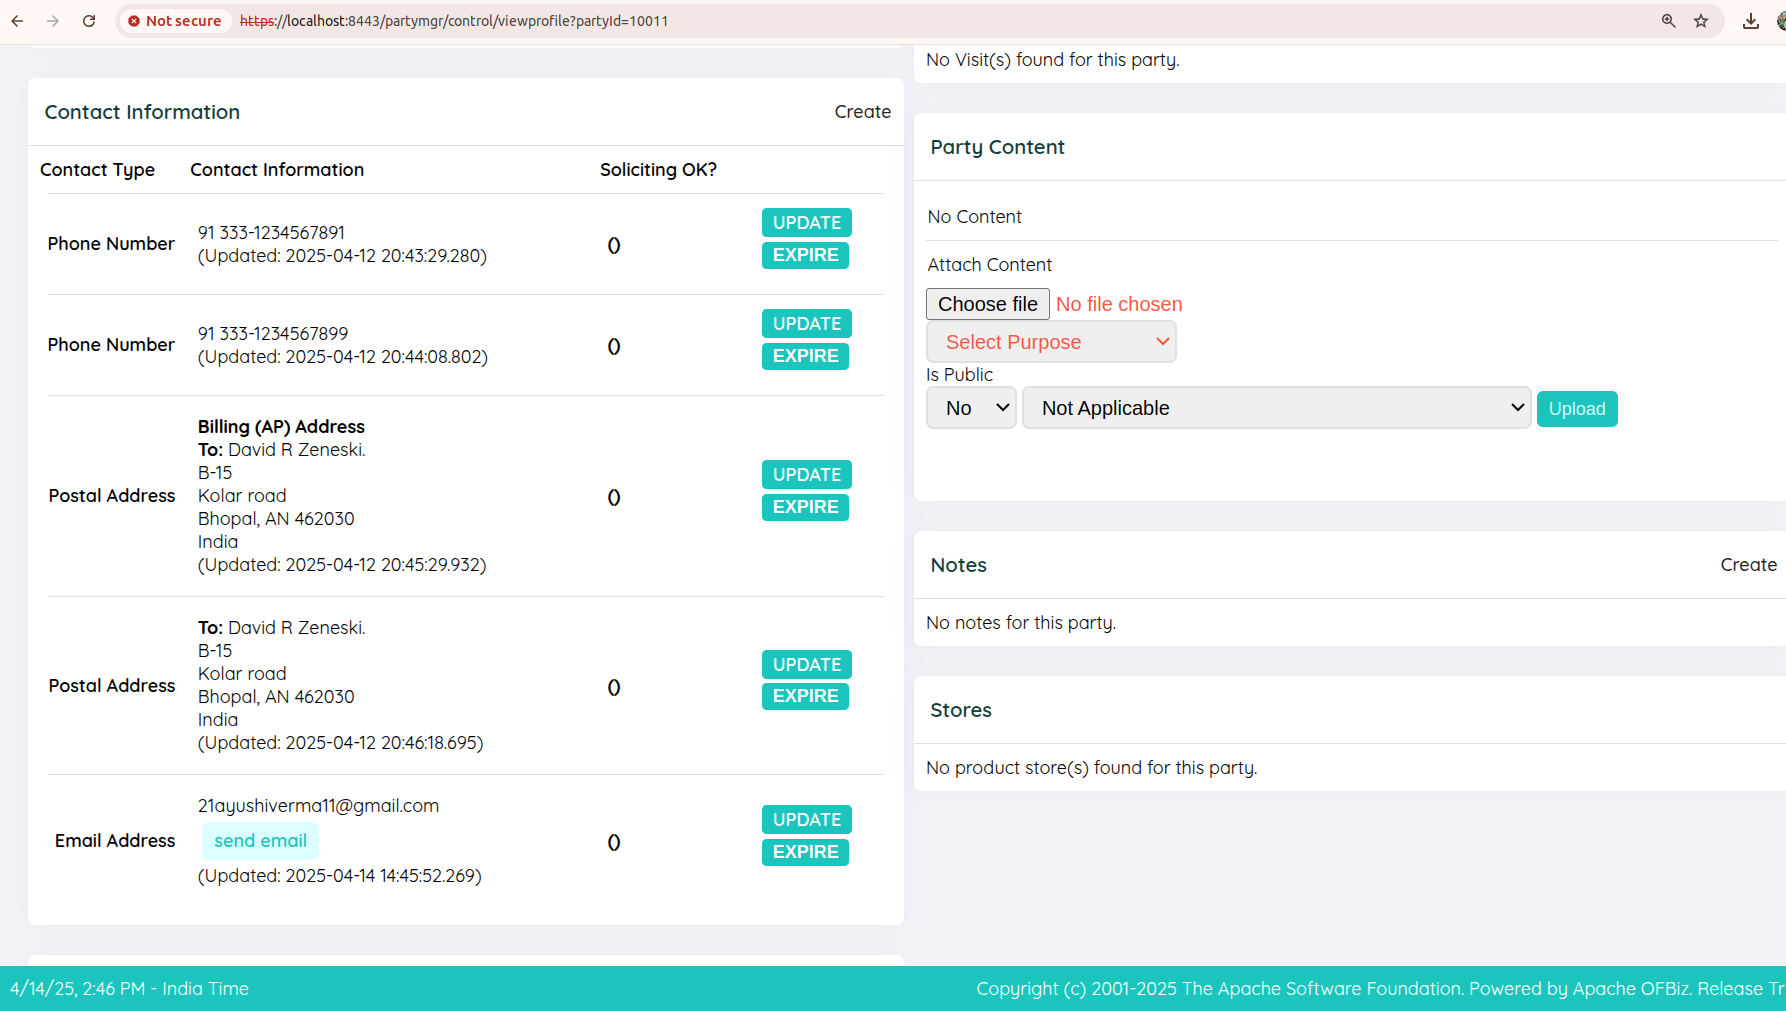 Not secure https://localhost:8443/partymgr/control/viewprofile?partyId=10011
Contact Information Create
Contact Type Contact Information Soliciting OK?
Phone Number
91 333-1234567891
(Updated: 2025-04-12 20:43:29.280)
()
UPDATE
EXPIRE
Phone Number
91 333-1234567899
(Updated: 2025-04-12 20:44:08.802)
()
UPDATE
EXPIRE
Postal Address
Billing (AP) Address
To: David R Zeneski.
B-15
Kolar road
Bhopal, AN 462030
India
(Updated: 2025-04-12 20:45:29.932)
()
UPDATE
EXPIRE
Postal Address
To: David R Zeneski.
B-15
Kolar road
Bhopal, AN 462030
India
(Updated: 2025-04-12 20:46:18.695)
()
UPDATE
EXPIRE
Email Address
21ayushiverma11@gmail.com
send email
(Updated: 2025-04-14 14:45:52.269)
()
UPDATE
EXPIRE
No Visit(s) found for this party.
Party Content
No Content
Attach Content
Choose file No file chosen
Select Purpose
Is Public
No Not Applicable Upload
Notes Create
No notes for this party.
Stores
No product store(s) found for this party.
4/14/25, 2:46 PM - India Time
Copyright (c) 2001-2025 The Apache Software Foundation. Powered by Apache OFBiz. Release Tr